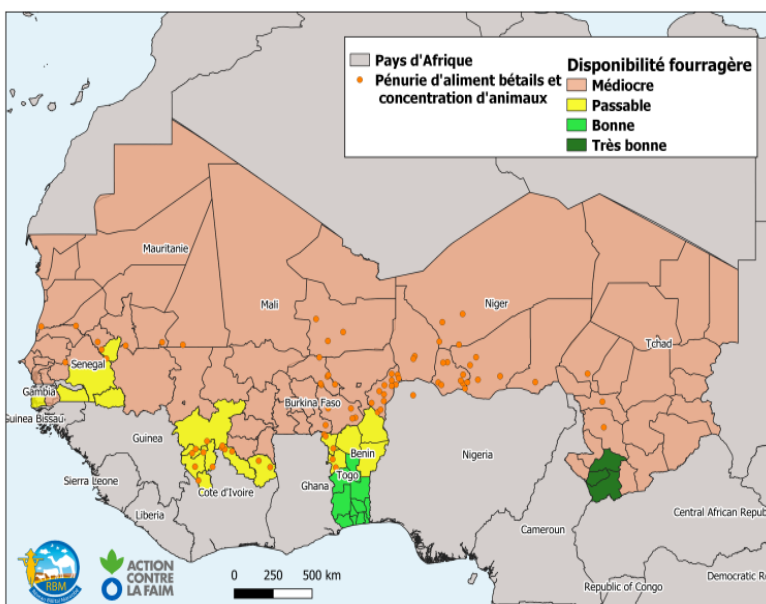 Pays d'Afrique
Pénurie d'aliment bétails et
concentration d'animaux
Disponibilité fourragère
Médiocre
Passable
Bonne
Très bonne
Mauritanie
Mali
Niger
Tchad
Senegal
Gambia
Guinea Bissau
Burkina Faso
Guinea
Benin
Nigeria
Togo
Ghana
Sierra Leone
Cote d'Ivoire
Liberia
Central African Repu
Cameroun
Republic of Congo
Democratic R
RBM
ACTION
CONTRE
LA FAIM
0 250 500 km